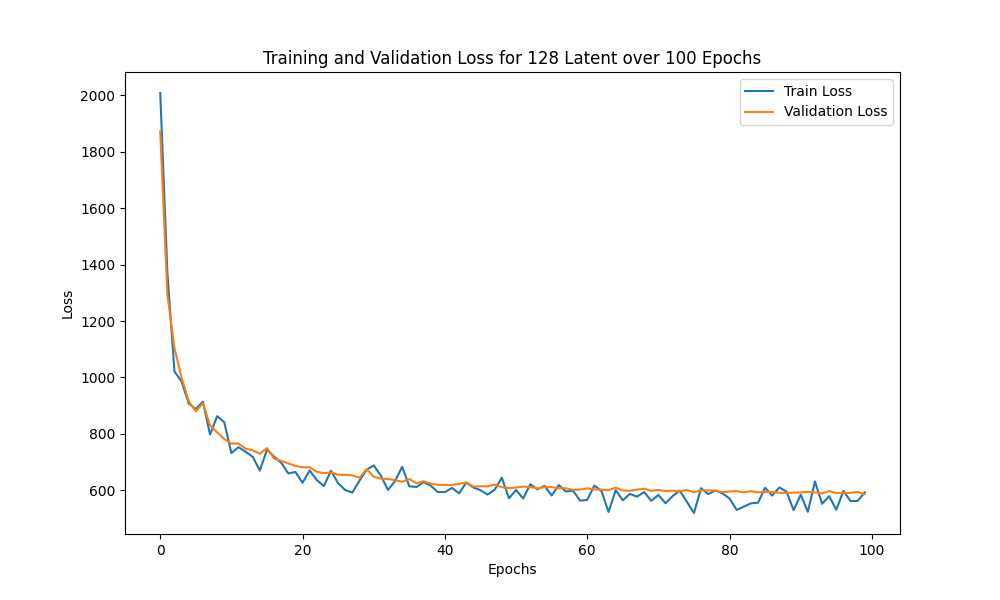 Training and Validation Loss for 128 Latent over 100 Epochs
Train Loss
Validation Loss
2000
1800
1600
1400
1200
1000
800
600
Loss
0
20
40
60
80
100
Epochs